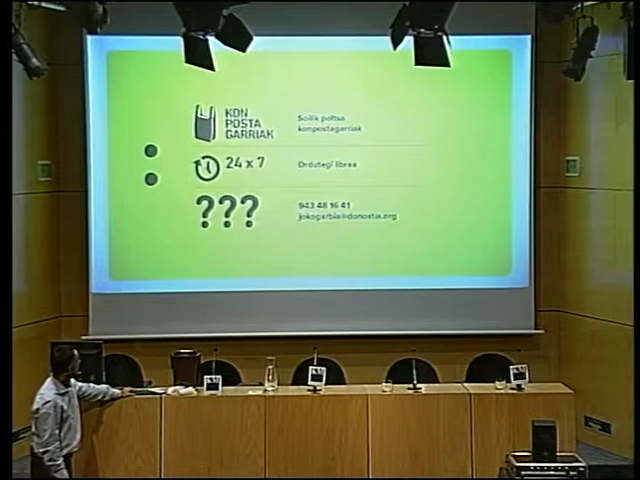 KON
POSTA
GARRIAK
Soilik poltsa
konpostagarriak
24 x 7
Ordutegi librea
???
943 48 16 41
jokogarbia@donostia.org